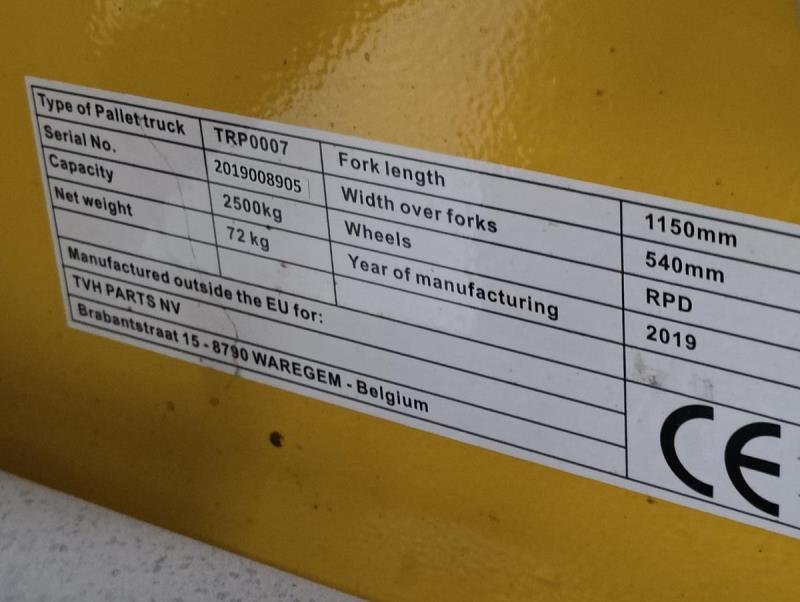 Type of Pallet truck TRP0007 Fork length 1150mm
Serial No. 2019008905 Width over forks 540mm
Capacity 2500kg Wheels RPD
Net weight 72 kg Year of manufacturing 2019
Manufactured outside the EU for:
TVH PARTS NV
Brabantstraat 15 - 8790 WAREGEM - Belgium
CE